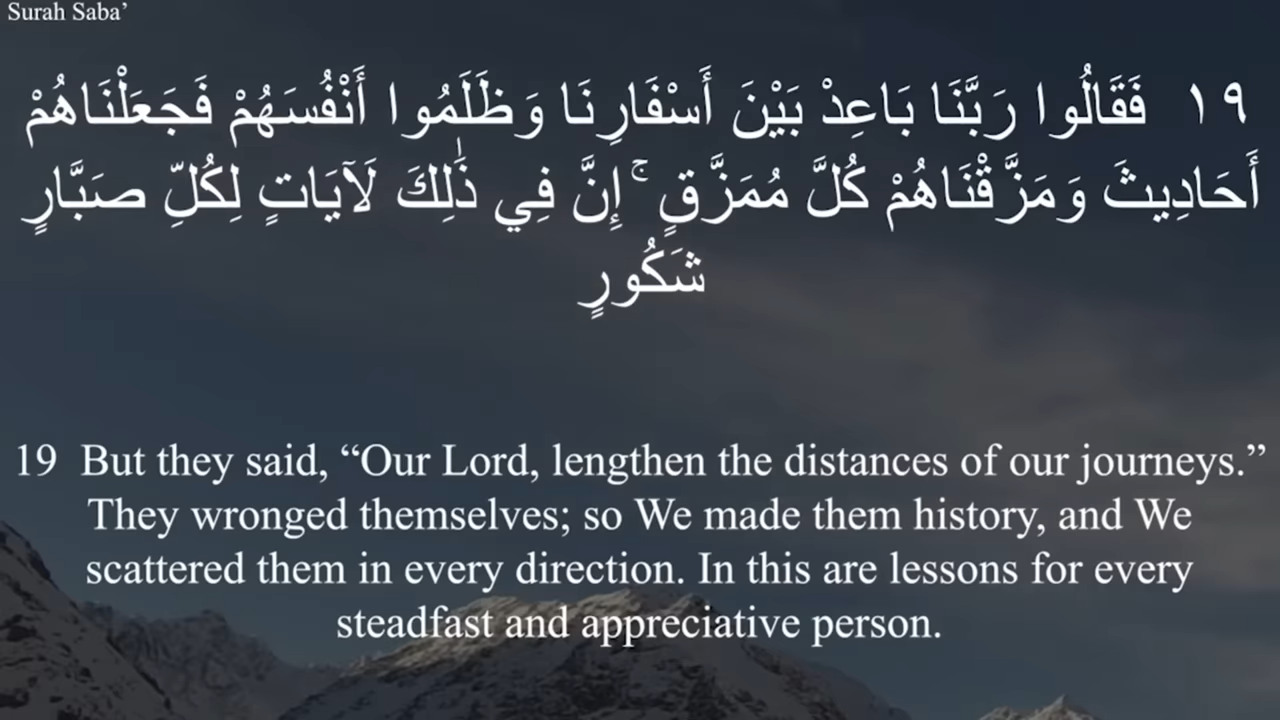 Surah Saba’
١٩ فَقَالُوا رَبَّنَا بَاعِدْ بَيْنَ أَسْفَارِنَا وَظَلَمُوا أَنْفُسَهُمْ فَجَعَلْنَاهُمْ
أَحَادِيثَ وَمَزَّقْنَاهُمْ كُلَّ مُمَزَّقٍ ۚ إِنَّ فِي ذَٰلِكَ لَآيَاتٍ لِكُلِّ صَبَّارٍ
شَكُورٍ
19 But they said, “Our Lord, lengthen the distances of our journeys.”
They wronged themselves; so We made them history, and We
scattered them in every direction. In this are lessons for every
steadfast and appreciative person.